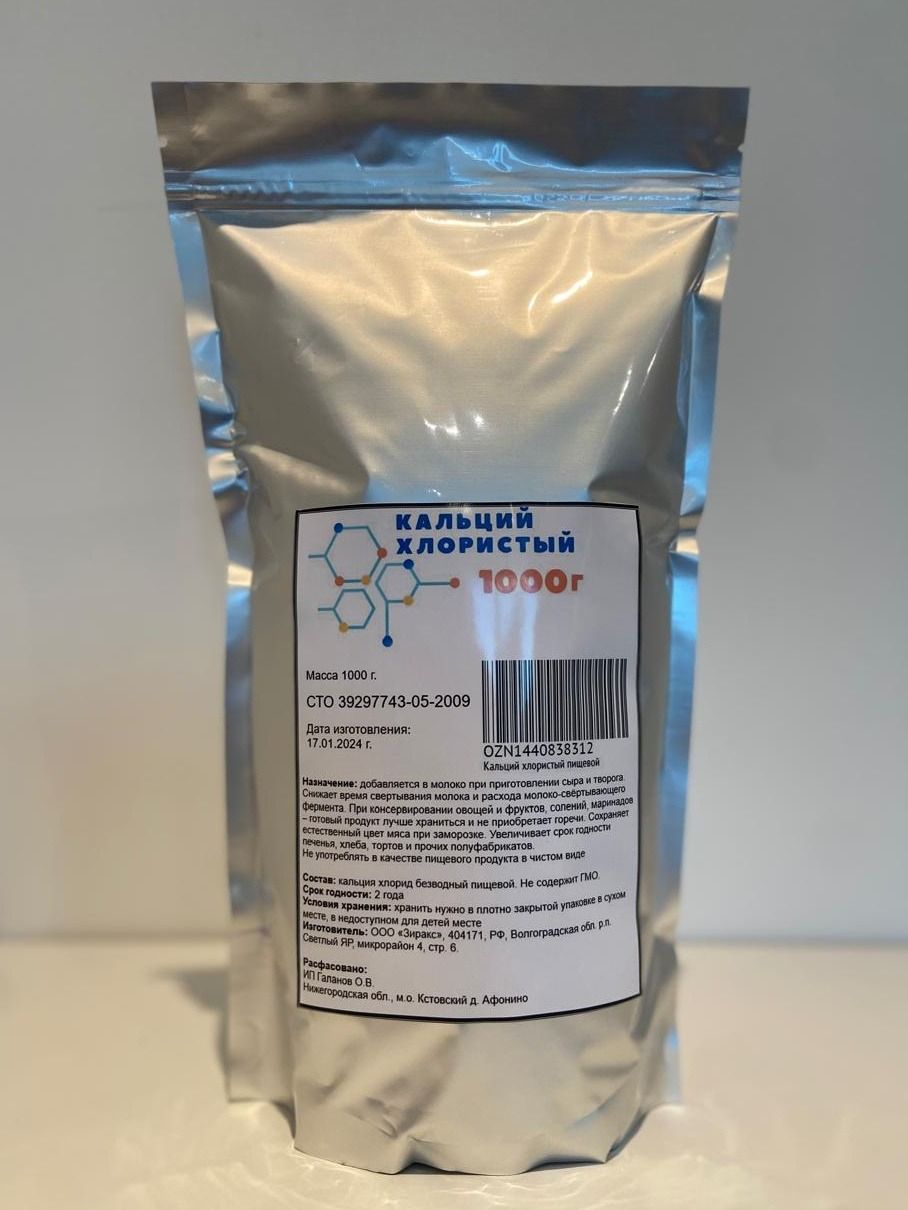 КАЛЬЦИЙ
ХЛОРИСТЫЙ
1000г
Масса 1000 г.
СТО 39297743-05-2009
Дата изготовления:
17.01.2024 г.
OZN1440838312
Кальций хлористый пищевой
Назначение: добавляется в молоко при приготовлении сыра и творога.
Снижает время свертывания молока и расхода молоко-свёртывающего
фермента. При консервировании овощей и фруктов, солений, маринадов
– готовый продукт лучше храниться и не приобретает горечи. Сохраняет
естественный цвет мяса при заморозке. Увеличивает срок годности
печенья, хлеба, тортов и прочих полуфабрикатов.
Не употреблять в качестве пищевого продукта в чистом виде
Состав: кальция хлорид безводный пищевой. Не содержит ГМО.
Срок годности: 2 года
Условия хранения: хранить нужно в плотно закрытой упаковке в сухом
месте, в недоступном для детей месте
Изготовитель: ООО «Зиракс», 404171, РФ, Волгоградская обл. р.п.
Светлый ЯР, микрорайон 4, стр. 6.
Расфасовано:
ИП Галанов О.В.
Нижегородская обл., м.о. Кстовский д. Афонино